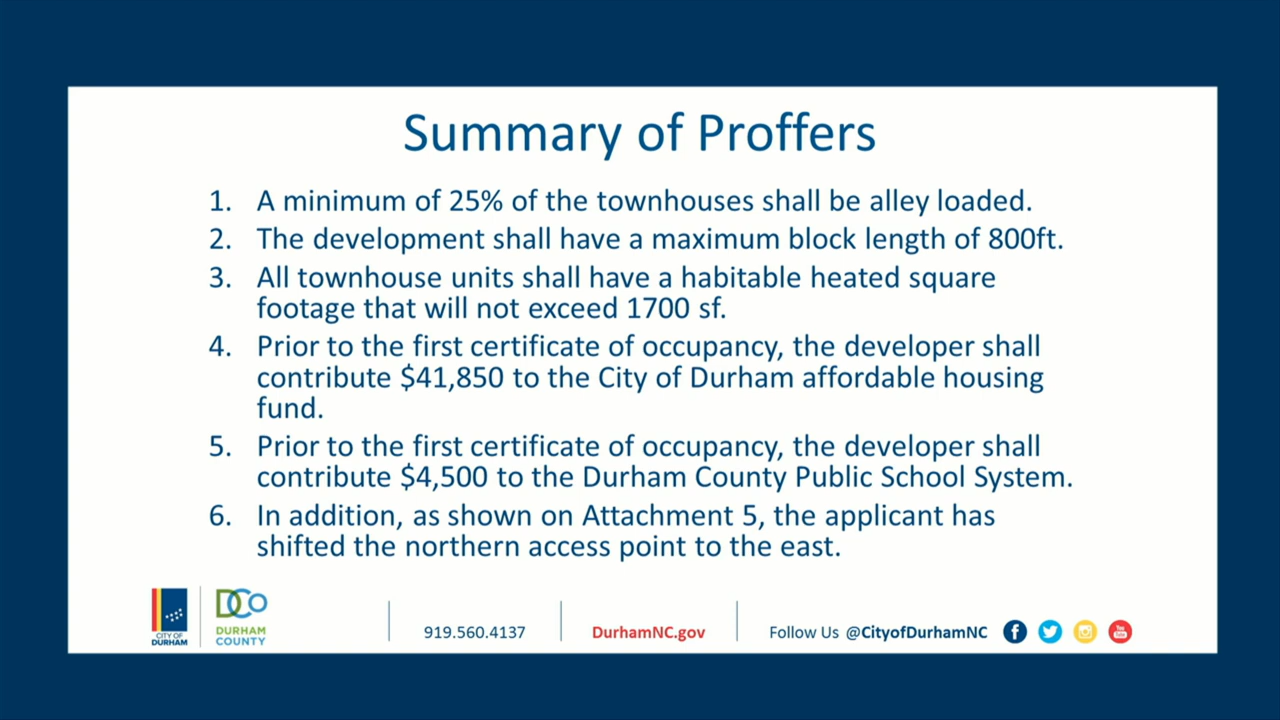 Summary of Proffers
1. A minimum of 25% of the townhouses shall be alley loaded.
2. The development shall have a maximum block length of 800ft.
3. All townhouse units shall have a habitable heated square
footage that will not exceed 1700 sf.
4. Prior to the first certificate of occupancy, the developer shall
contribute $41,850 to the City of Durham affordable housing
fund.
5. Prior to the first certificate of occupancy, the developer shall
contribute $4,500 to the Durham County Public School System.
6. In addition, as shown on Attachment 5, the applicant has
shifted the northern access point to the east.
CITY OF
DURHAM
DCo
DURHAM
COUNTY
919.560.4137
DurhamNC.gov
Follow Us @CityofDurhamNC
You
Tube